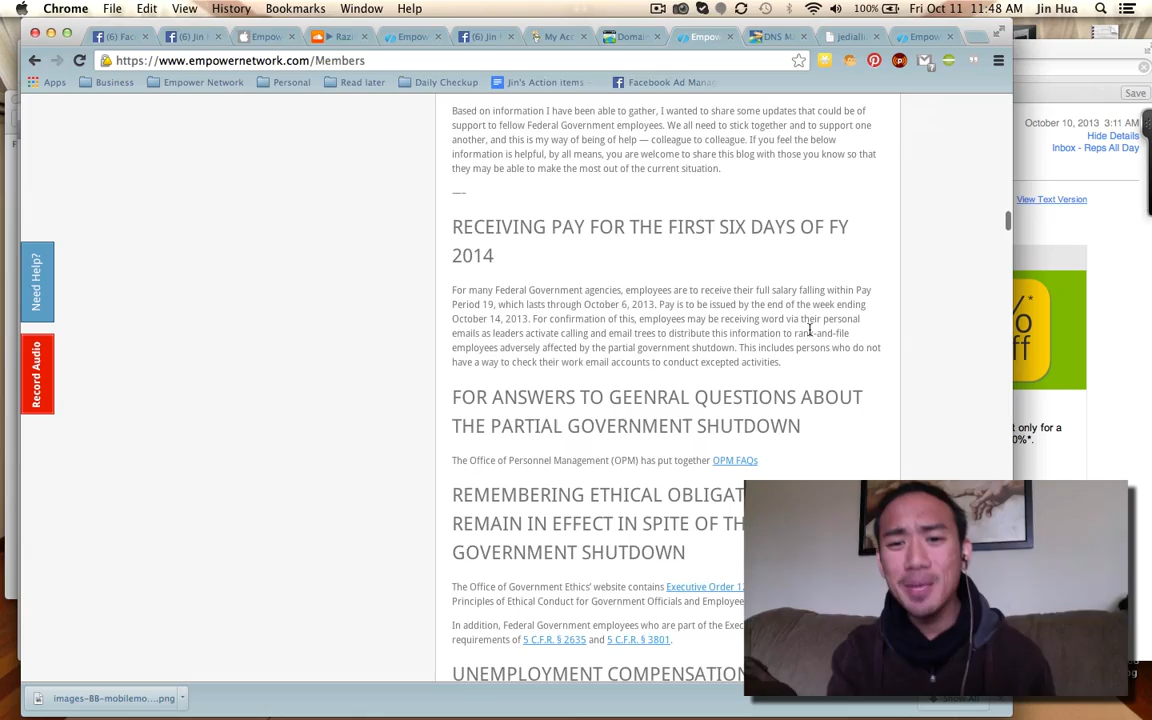 Chrome File Edit View History Bookmarks Window Help
100% Fri Oct 11 11:48 AM Jin Hua
(6) Fac
(6) Jin
Empow
Razi
Empow
(6) Jin
My Acc
Domain
Empow
DNS M
jediallia
Empow
https://www.empowernetwork.com/Members
Apps Business Empower Network Personal Read later Daily Checkup Jin's Action items - Facebook Ad Manag
Save
October 10, 2013 3:11 AM
Hide Details
Inbox - Reps All Day
View Text Version
Need Help?
Record Audio
Based on information I have been able to gather, I wanted to share some updates that could be of
support to fellow Federal Government employees. We all need to stick together and to support one
another, and this is my way of being of help — colleague to colleague. If you feel the below
information is helpful, by all means, you are welcome to share this blog with those you know so that
they may be able to make the most out of the current situation.
—–
RECEIVING PAY FOR THE FIRST SIX DAYS OF FY
2014
For many Federal Government agencies, employees are to receive their full salary falling within Pay
Period 19, which lasts through October 6, 2013. Pay is to be issued by the end of the week ending
October 14, 2013. For confirmation of this, employees may be receiving word via their personal
emails as leaders activate calling and email trees to distribute this information to rank-and-file
employees adversely affected by the partial government shutdown. This includes persons who do not
have a way to check their work email accounts to conduct excepted activities.
FOR ANSWERS TO GEENRAL QUESTIONS ABOUT
THE PARTIAL GOVERNMENT SHUTDOWN
The Office of Personnel Management (OPM) has put together OPM FAQs
REMEMBERING ETHICAL OBLIGAT
REMAIN IN EFFECT IN SPITE OF TH
GOVERNMENT SHUTDOWN
The Office of Government Ethics' website contains Executive Order 12
Principles of Ethical Conduct for Government Officials and Employee
In addition, Federal Government employees who are part of the Exec
requirements of 5 C.F.R. § 2635 and 5 C.F.R. § 3801.
UNEMPLOYMENT COMPENSATION
%*
ff
t only for a
0%*.
images-BB-mobilemo....png